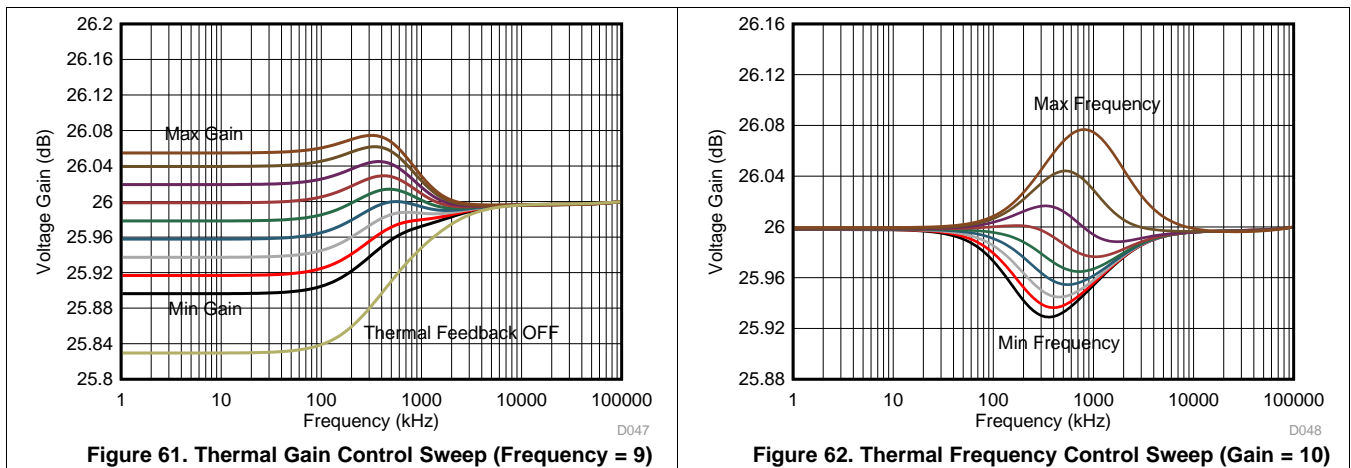 26.2
26.16
26.12
26.08
26.04
26
25.96
25.92
25.88
25.84
25.8
Voltage Gain (dB)
Max Gain
Min Gain
Thermal Feedback OFF
1 10 100 1000 10000 100000
Frequency (kHz)
D047
Figure 61. Thermal Gain Control Sweep (Frequency = 9)
26.16
26.12
26.08
26.04
26
25.96
25.92
25.88
Voltage Gain (dB)
Max Frequency
Min Frequency
1 10 100 1000 10000 100000
Frequency (kHz)
D048
Figure 62. Thermal Frequency Control Sweep (Gain = 10)